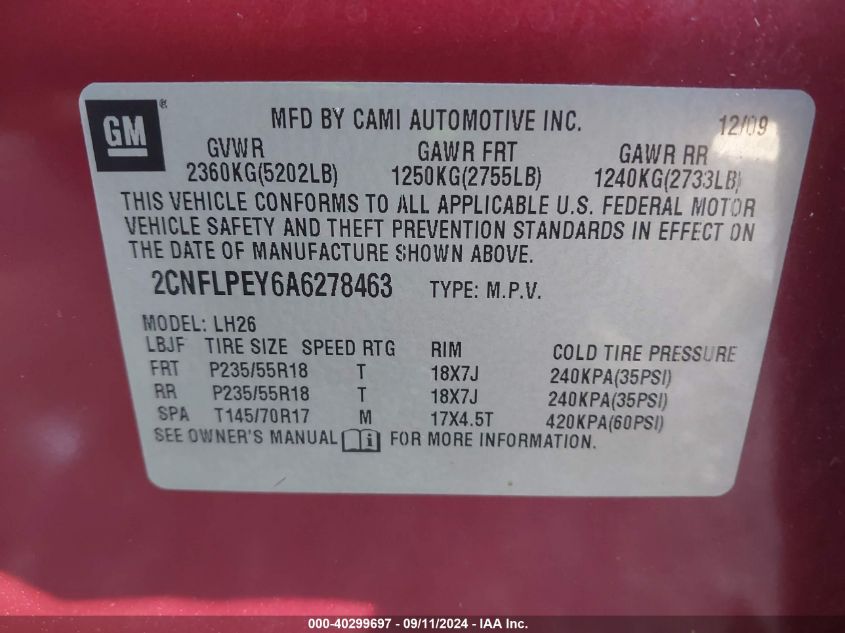 GM ®
MFD BY CAMI AUTOMOTIVE INC. 12/09
GVWR GAWR FRT GAWR RR
2360KG(5202LB) 1250KG(2755LB) 1240KG(2733LB)
THIS VEHICLE CONFORMS TO ALL APPLICABLE U.S. FEDERAL MOTOR
VEHICLE SAFETY AND THEFT PREVENTION STANDARDS IN EFFECT ON
THE DATE OF MANUFACTURE SHOWN ABOVE.
2CNFLPEY6A6278463 TYPE: M.P.V.
MODEL: LH26
LBJF TIRE SIZE SPEED RTG RIM COLD TIRE PRESSURE
FRT P235/55R18 T 18X7J 240KPA(35PSI)
RR P235/55R18 T 18X7J 240KPA(35PSI)
SPA T145/70R17 M 17X4.5T 420KPA(60PSI)
SEE OWNER'S MANUAL FOR MORE INFORMATION.
000-40299697 - 09/11/2024 - IAA Inc.